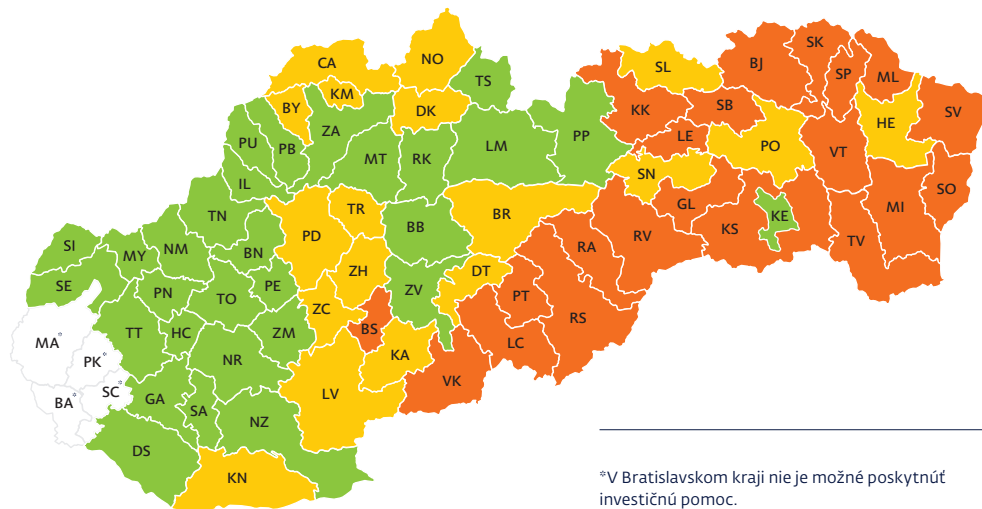 CA
NO
TS
SL
BJ
SK
SP
ML
SV
BY
KM
DK
KK
SB
HE
PU
PB
ZA
MT
RK
LM
PP
LE
PO
VT
IL
SN
MI
SO
TN
TR
BB
BR
GL
KS
KE
TV
SI
MY
NM
BN
PD
ZH
DT
RA
RV
SE
PN
TO
PE
ZC
ZV
PT
RS
MA*
TT
HC
ZM
BS
KA
LC
PK*
NR
VK
BA*
SC*
GA
SA
NZ
LV
DS
KN
*V Bratislavskom kraji nie je možné poskytnúť
investičnú pomoc.